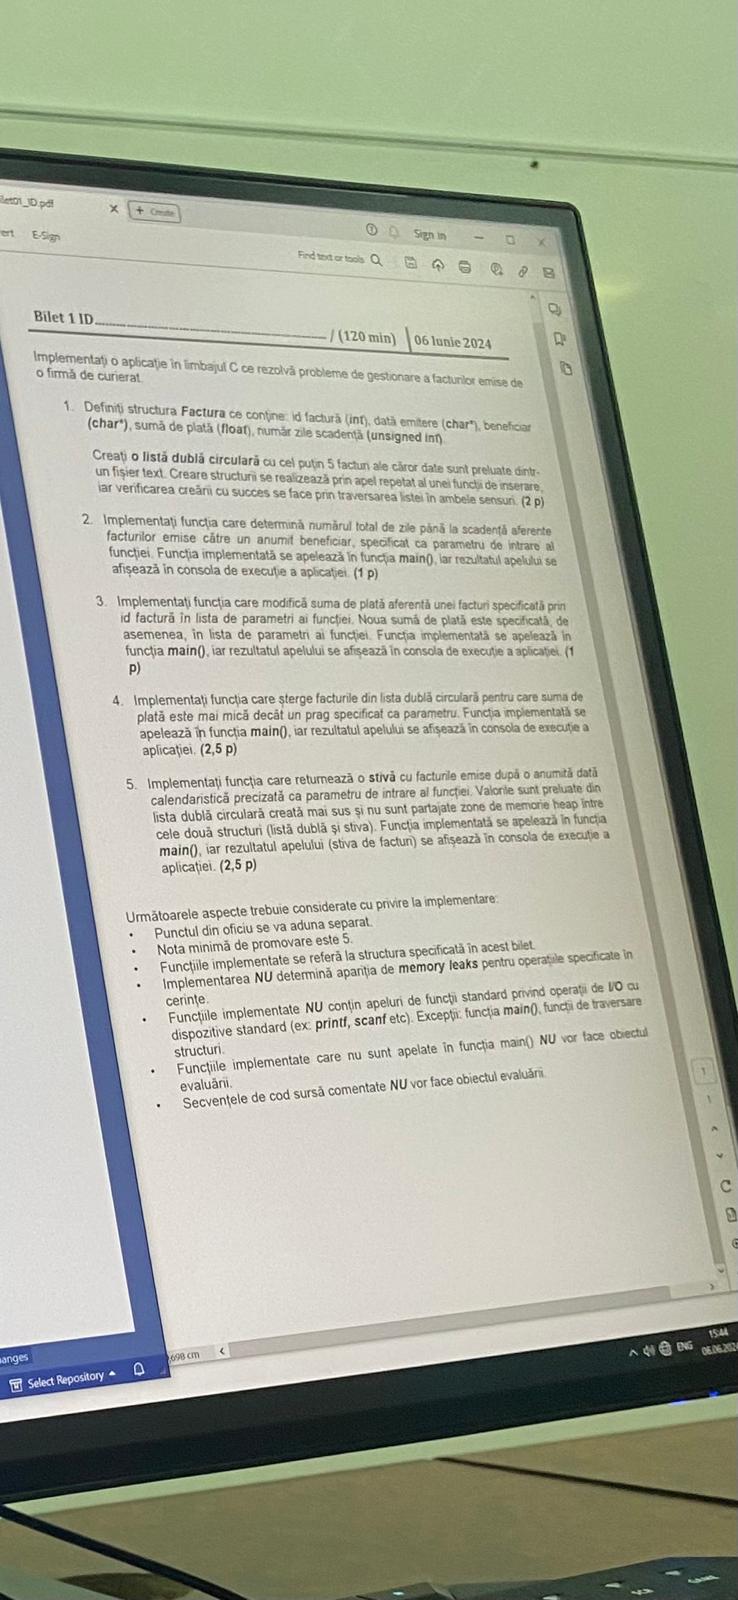 ilet01_ID.pdf
+ Create
Sign in
ert E-Sign
Find text or tools
Bilet 1 ID / (120 min) 06 Iunie 2024
Implementați o aplicație în limbajul C ce rezolvă probleme de gestionare a facturilor emise de
o firmă de curierat.
1. Definiți structura Factura ce conține: id factură (int), dată emitere (char*), beneficiar
(char*), sumă de plată (float), număr zile scadență (unsigned int).
Creați o listă dublă circulară cu cel puțin 5 facturi ale căror date sunt preluate dintr-
un fișier text. Creare structurii se realizează prin apel repetat al unei funcții de inserare,
iar verificarea creării cu succes se face prin traversarea listei în ambele sensuri. (2 p)
2. Implementați funcția care determină numărul total de zile până la scadență aferente
facturilor emise către un anumit beneficiar, specificat ca parametru de intrare al
funcției. Funcția implementată se apelează în funcția main(), iar rezultatul apelului se
afișează în consola de execuție a aplicației. (1 p)
3. Implementați funcția care modifică suma de plată aferentă unei facturi specificată prin
id factură în lista de parametri ai funcției. Noua sumă de plată este specificată, de
asemenea, în lista de parametri ai funcției. Funcția implementată se apelează în
funcția main(), iar rezultatul apelului se afișează în consola de execuție a aplicației. (1
p)
4. Implementați funcția care șterge facturile din lista dublă circulară pentru care suma de
plată este mai mică decât un prag specificat ca parametru. Funcția implementată se
apelează în funcția main(), iar rezultatul apelului se afișează în consola de execuție a
aplicației. (2,5 p)
5. Implementați funcția care returnează o stivă cu facturile emise după o anumită dată
calendaristică precizată ca parametru de intrare al funcției. Valorile sunt preluate din
lista dublă circulară creată mai sus și nu sunt partajate zone de memorie heap între
cele două structuri (listă dublă și stiva). Funcția implementată se apelează în funcția
main(), iar rezultatul apelului (stiva de facturi) se afișează în consola de execuție a
aplicației. (2,5 p)
Următoarele aspecte trebuie considerate cu privire la implementare:
• Punctul din oficiu se va aduna separat.
• Nota minimă de promovare este 5.
• Funcțiile implementate se referă la structura specificată în acest bilet.
• Implementarea NU determină apariția de memory leaks pentru operațiile specificate în
cerințe.
• Funcțiile implementate NU conțin apeluri de funcții standard privind operații de I/O cu
dispozitive standard (ex: printf, scanf etc). Excepții: funcția main(), funcții de traversare
structuri.
• Funcțiile implementate care nu sunt apelate în funcția main() NU vor face obiectul
evaluării.
• Secvențele de cod sursă comentate NU vor face obiectul evaluării.
1
1
698 cm
anges
Select Repository
ENG
15:44
06.06.202